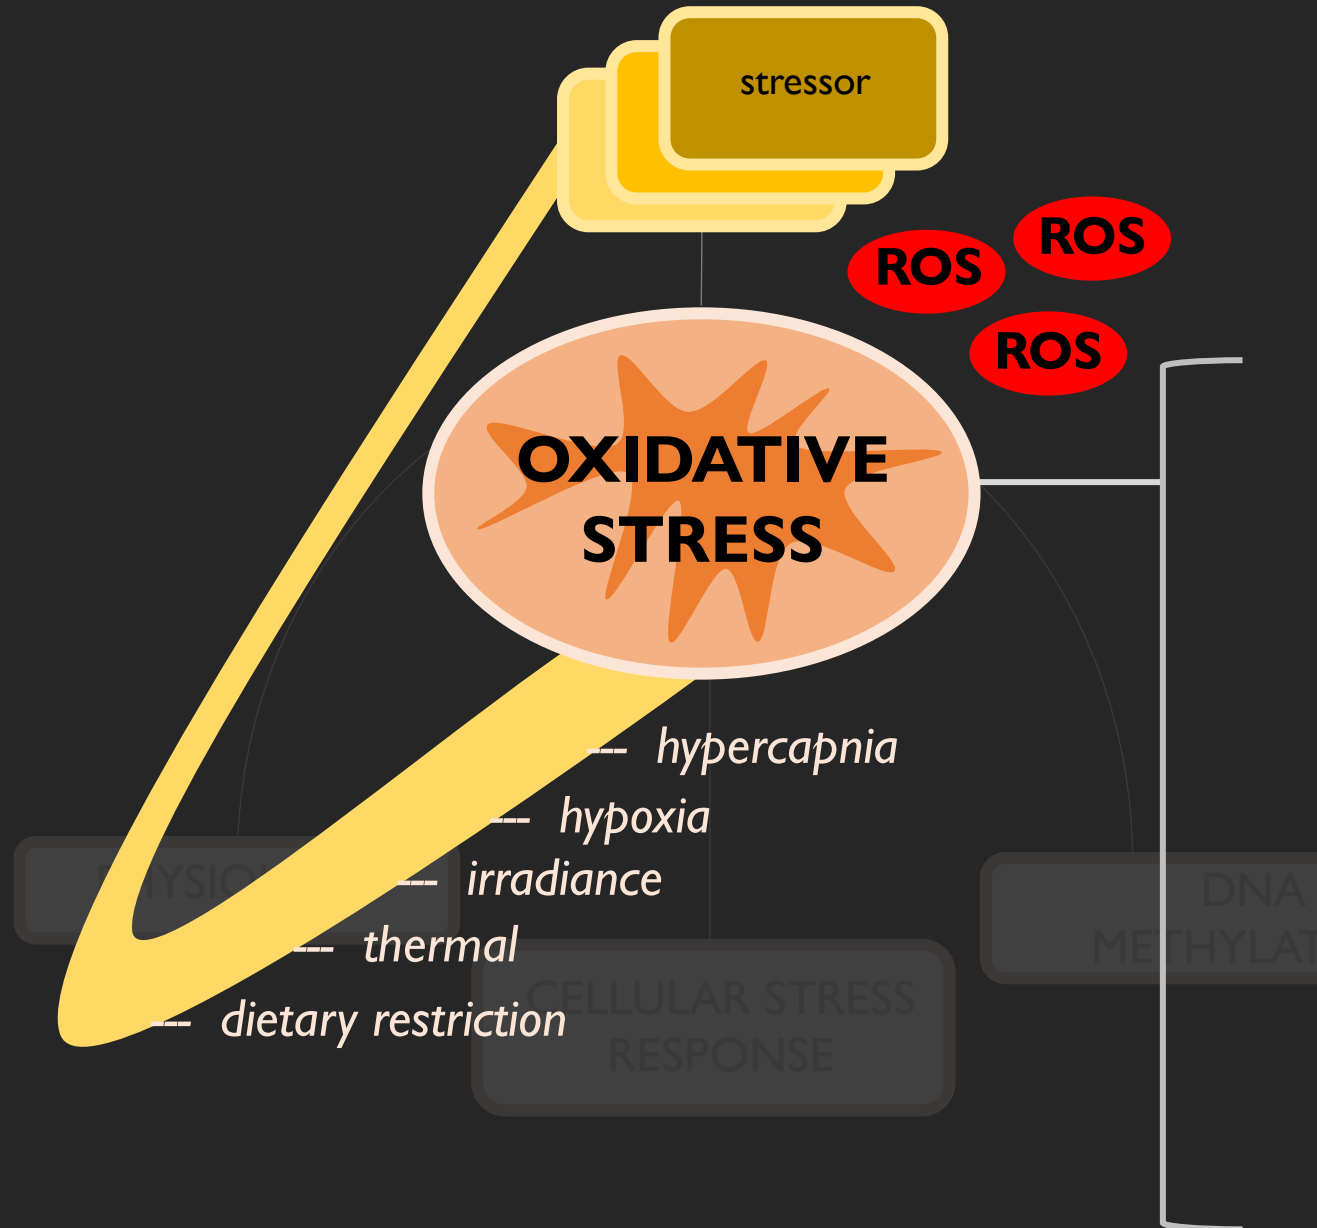 stressor
ROS
ROS
ROS
OXIDATIVE
STRESS
--- hypercapnia
--- hypoxia
--- irradiance
--- thermal
--- dietary restriction
DNA
CELLULAR STRESS
RESPONSE